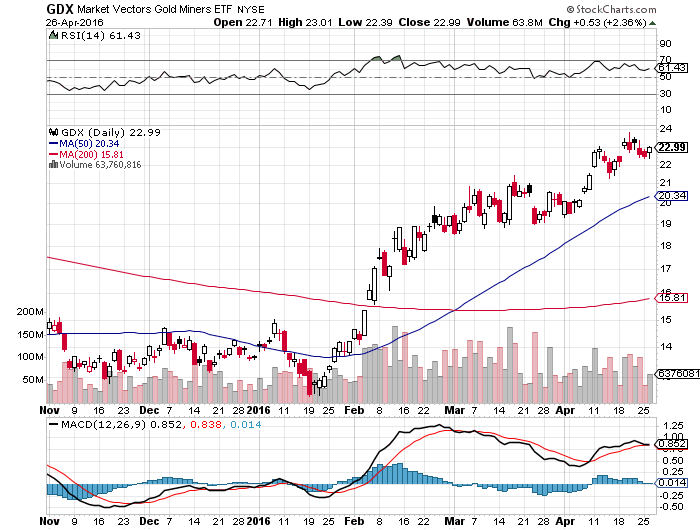 GDX Market Vectors Gold Miners ETF NYSE © StockCharts.com
26-Apr-2016 Open 22.71 High 23.01 Low 22.39 Close 22.99 Volume 63.8M Chg +0.53 (+2.36%)
RSI(14) 61.43
90
70
61.43
50
30
10
GDX (Daily) 22.99
MA(50) 20.34
MA(200) 15.81
Volume 63,760,816
24
22.99
22
21
20.34
20
19
18
17
16
15.81
15
14
13
200M
150M
100M
50M
6376081
Nov 9 16 23 Dec 7 14 21 28 2016 11 19 25 Feb 8 16 22 Mar 7 14 21 28 Apr 11 18 25
MACD(12,26,9) 0.852, 0.838, 0.014
1.25
1.00
0.852
0.50
0.25
0.014
-0.25
-0.50
Nov 9 16 23 Dec 7 14 21 28 2016 11 19 25 Feb 8 16 22 Mar 7 14 21 28 Apr 11 18 25